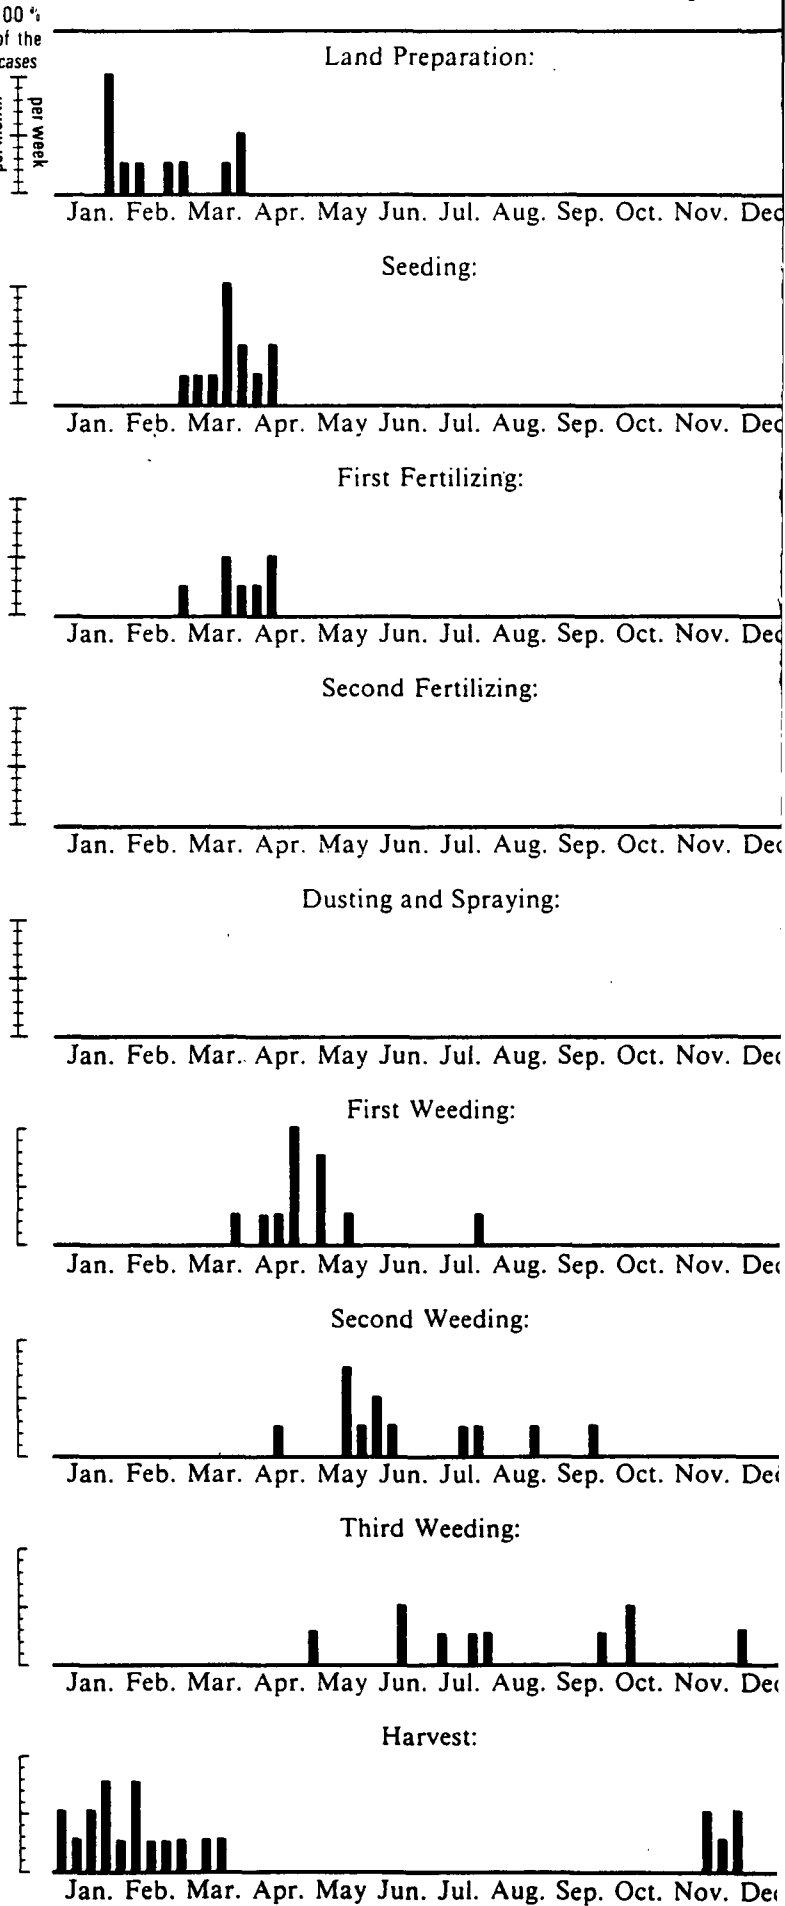 00 %
of the
cases
per week
Land Preparation:
Jan. Feb. Mar. Apr. May Jun. Jul. Aug. Sep. Oct. Nov. Dec
Seeding:
Jan. Feb. Mar. Apr. May Jun. Jul. Aug. Sep. Oct. Nov. Dec
First Fertilizing:
Jan. Feb. Mar. Apr. May Jun. Jul. Aug. Sep. Oct. Nov. Dec
Second Fertilizing:
Jan. Feb. Mar. Apr. May Jun. Jul. Aug. Sep. Oct. Nov. Dec
Dusting and Spraying:
Jan. Feb. Mar. Apr. May Jun. Jul. Aug. Sep. Oct. Nov. Dec
First Weeding:
Jan. Feb. Mar. Apr. May Jun. Jul. Aug. Sep. Oct. Nov. Dec
Second Weeding:
Jan. Feb. Mar. Apr. May Jun. Jul. Aug. Sep. Oct. Nov. Dec
Third Weeding:
Jan. Feb. Mar. Apr. May Jun. Jul. Aug. Sep. Oct. Nov. Dec
Harvest:
Jan. Feb. Mar. Apr. May Jun. Jul. Aug. Sep. Oct. Nov. Dec